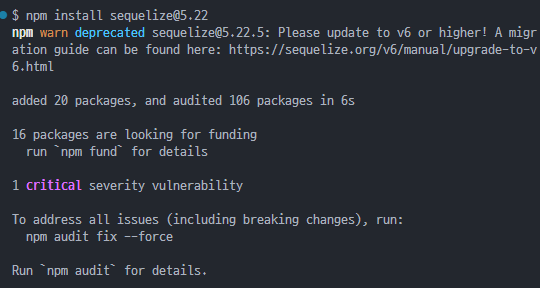 $ npm install sequelize@5.22
npm warn deprecated sequelize@5.22.5: Please update to v6 or higher! A migr
ation guide can be found here: https://sequelize.org/v6/manual/upgrade-to-v
6.html
added 20 packages, and audited 106 packages in 6s
16 packages are looking for funding
run `npm fund` for details
1 critical severity vulnerability
To address all issues (including breaking changes), run:
npm audit fix --force
Run `npm audit` for details.